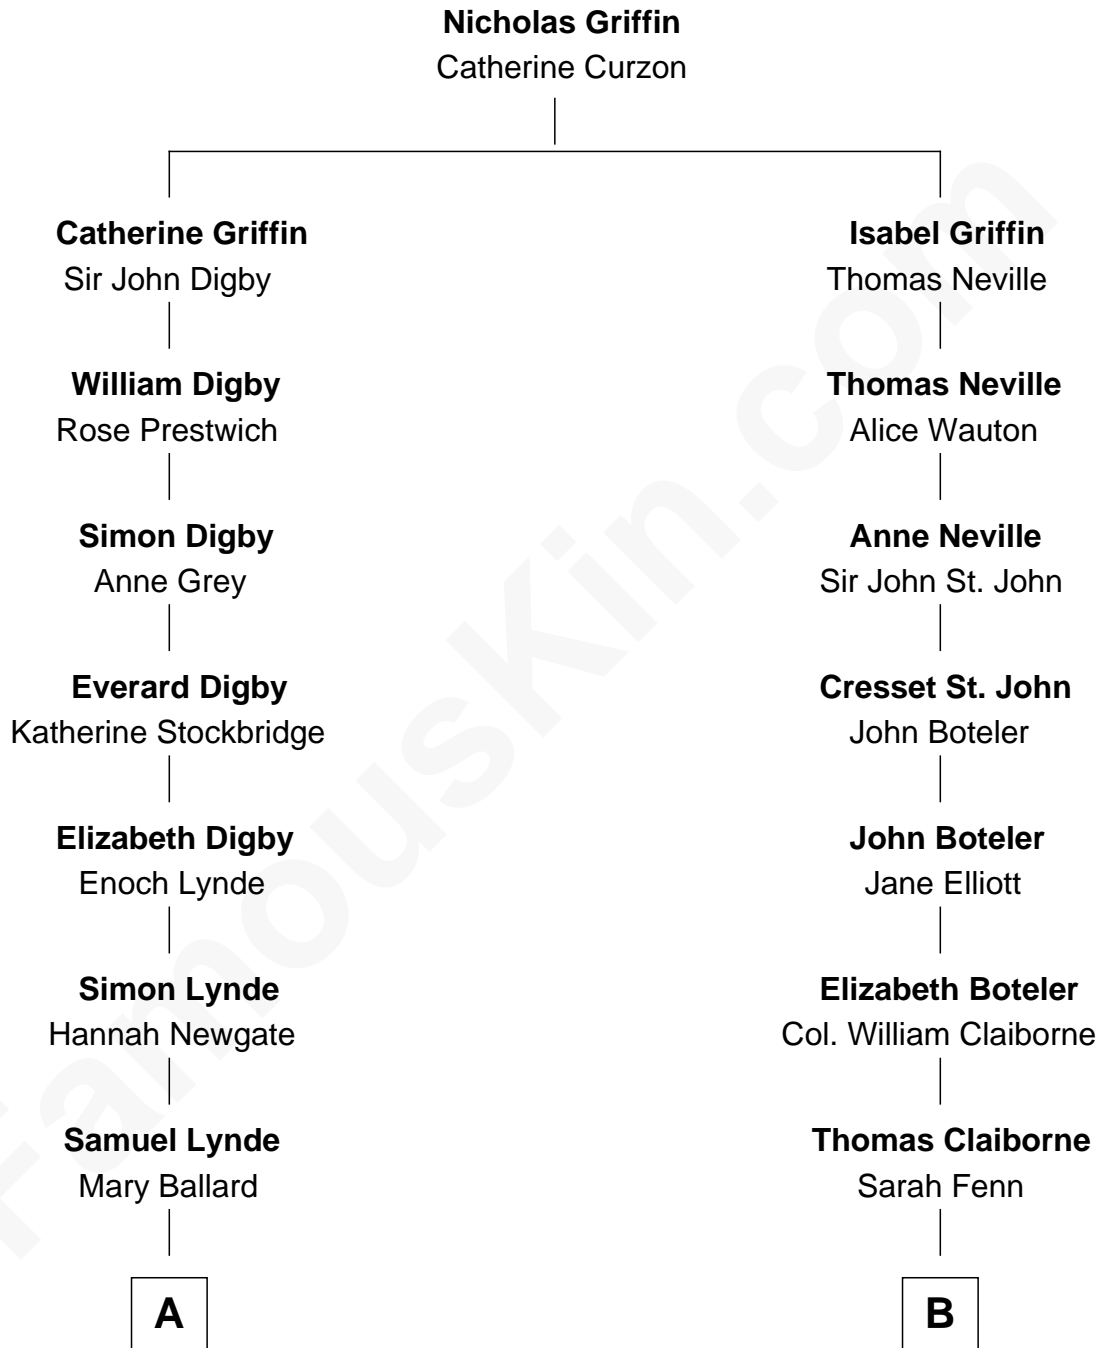 Nicholas Griffin
Catherine Curzon
Catherine Griffin
Sir John Digby
William Digby
Rose Prestwich
Simon Digby
Anne Grey
Everard Digby
Katherine Stockbridge
Elizabeth Digby
Enoch Lynde
Simon Lynde
Hannah Newgate
Samuel Lynde
Mary Ballard
A
Isabel Griffin
Thomas Neville
Thomas Neville
Alice Wauton
Anne Neville
Sir John St. John
Cresset St. John
John Boteler
John Boteler
Jane Elliott
Elizabeth Boteler
Col. William Claiborne
Thomas Claiborne
Sarah Fenn
B
FamousKin.com